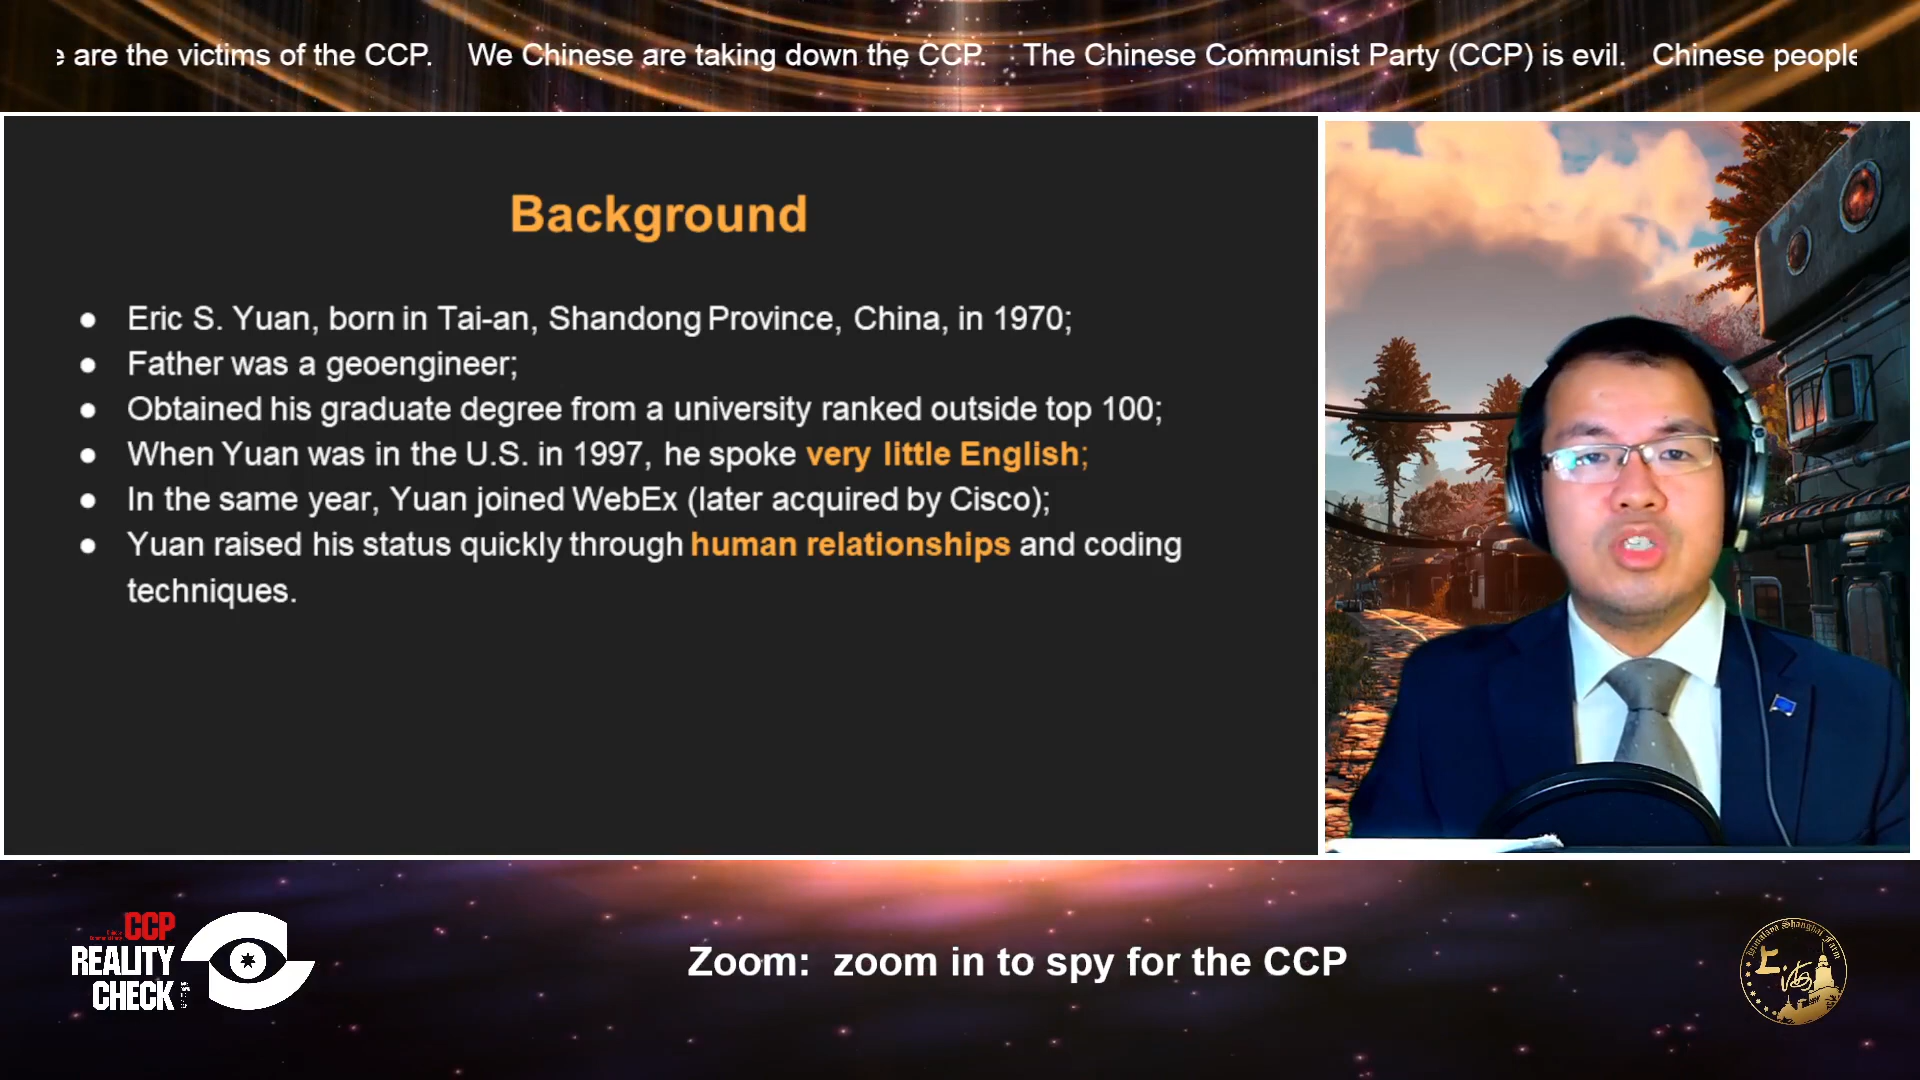 e are the victims of the CCP. We Chinese are taking down the CCP. The Chinese Communist Party (CCP) is evil. Chinese people
Background
● Eric S. Yuan, born in Tai-an, Shandong Province, China, in 1970;
● Father was a geoengineer;
● Obtained his graduate degree from a university ranked outside top 100;
● When Yuan was in the U.S. in 1997, he spoke very little English;
● In the same year, Yuan joined WebEx (later acquired by Cisco);
● Yuan raised his status quickly through human relationships and coding
techniques.
CCP
REALITY
CHECK
Zoom: zoom in to spy for the CCP
Himalaya Shanghai Farm